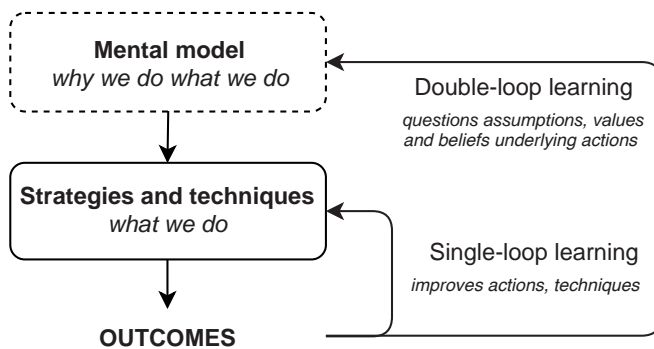 Mental model
why we do what we do
Double-loop learning
questions assumptions, values
and beliefs underlying actions
Strategies and techniques
what we do
Single-loop learning
improves actions, techniques
OUTCOMES